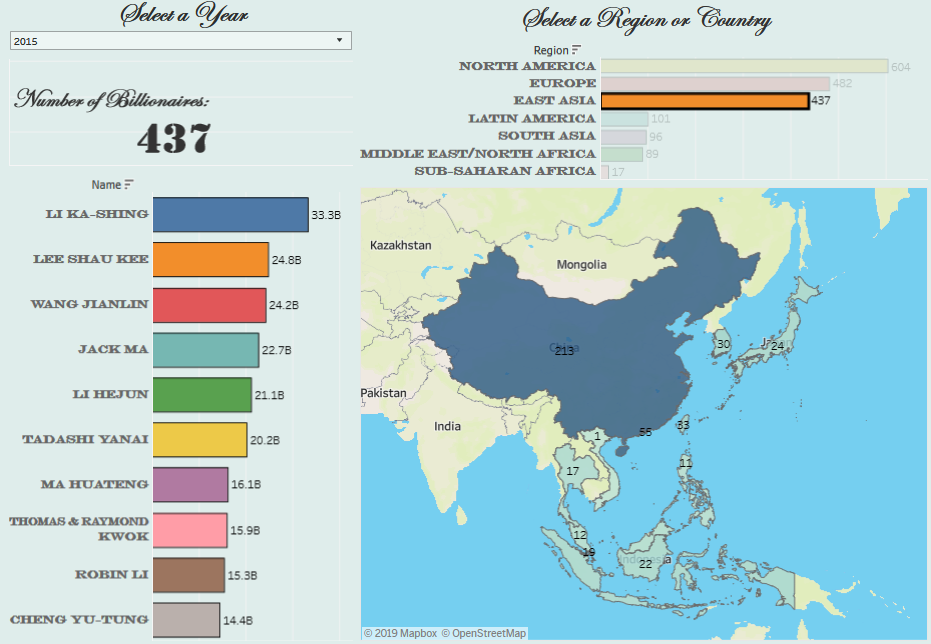 Select a Year
2015
Number of Billionaires:
437
Name
LI KA-SHING 33.3B
LEE SHAU KEE 24.8B
WANG JIANLIN 24.2B
JACK MA 22.7B
LI HEJUN 21.1B
TADASHI YANAI 20.2B
MA HUATENG 16.1B
THOMAS & RAYMOND
KWOK 15.9B
ROBIN LI 15.3B
CHENG YU-TUNG 14.4B
Select a Region or Country
Region
NORTH AMERICA 604
EUROPE 482
EAST ASIA 437
LATIN AMERICA 101
SOUTH ASIA 96
MIDDLE EAST/NORTH AFRICA 89
SUB-SAHARAN AFRICA 17
Kazakhstan
Mongolia
China
213
30
24
Pakistan
India
55
33
1
11
17
12
19
22
© 2019 Mapbox © OpenStreetMap